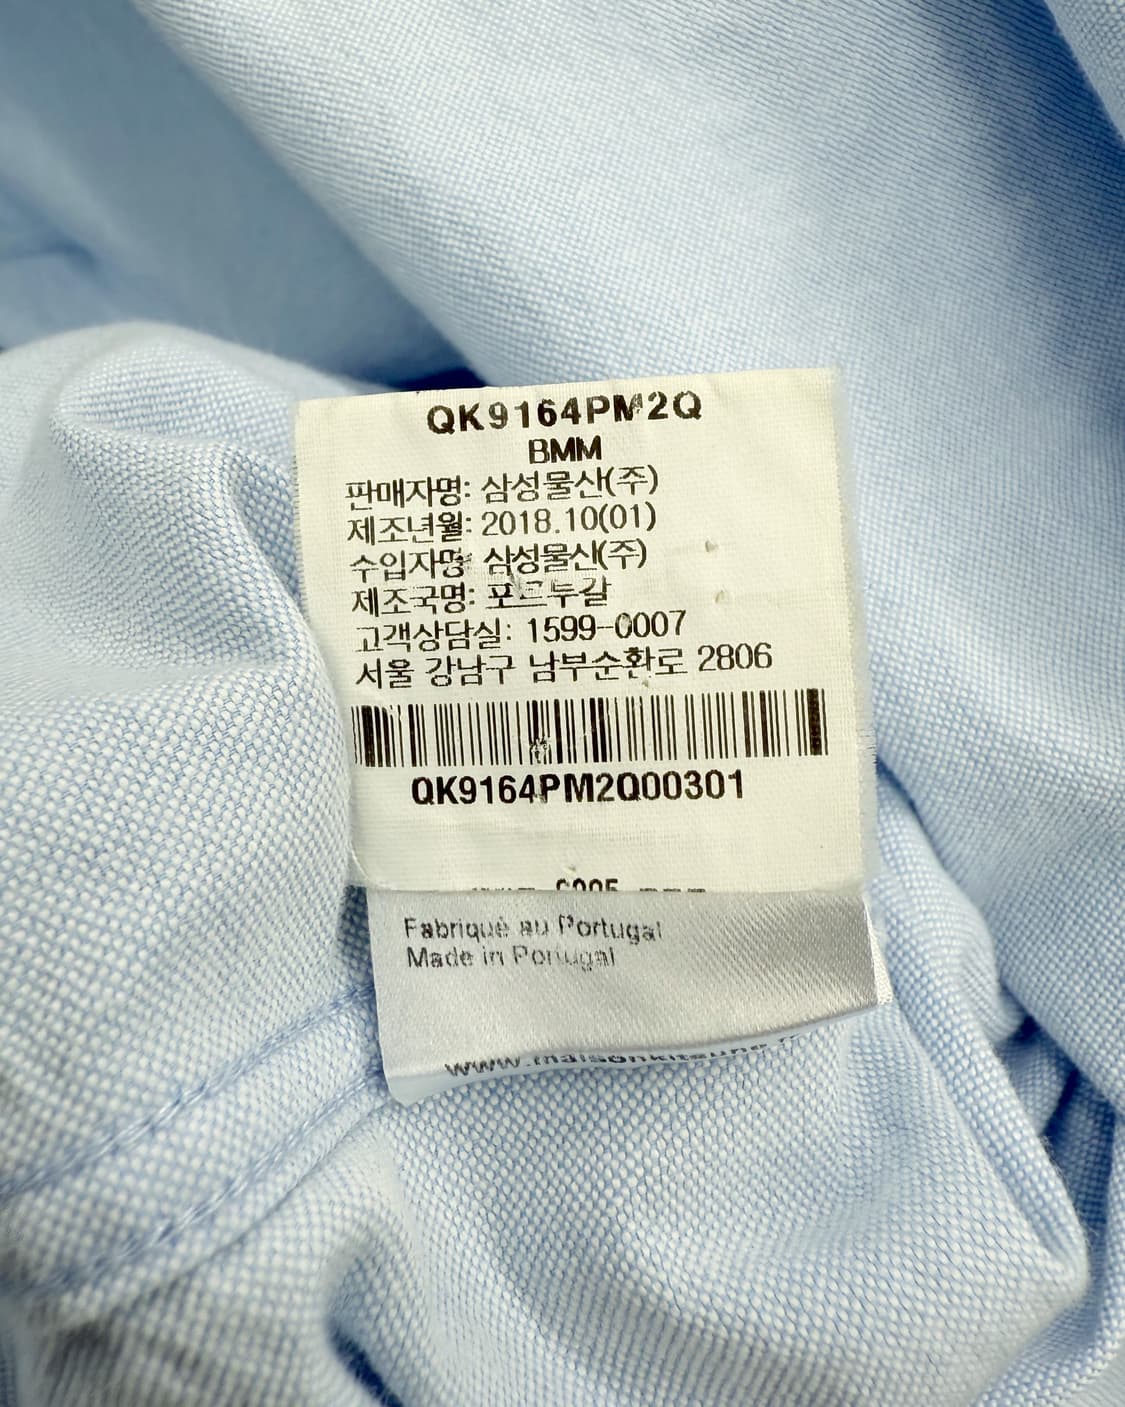 QK9164PM2Q
BMM
판매자명: 삼성물산(주)
제조년월: 2018.10(01)
수입자명: 삼성물산(주)
제조국명: 포르투갈
고객상담실: 1599-0007
서울 강남구 남부순환로 2806
QK9164PM2Q00301
Fabriqué au Portugal
Made in Portugal